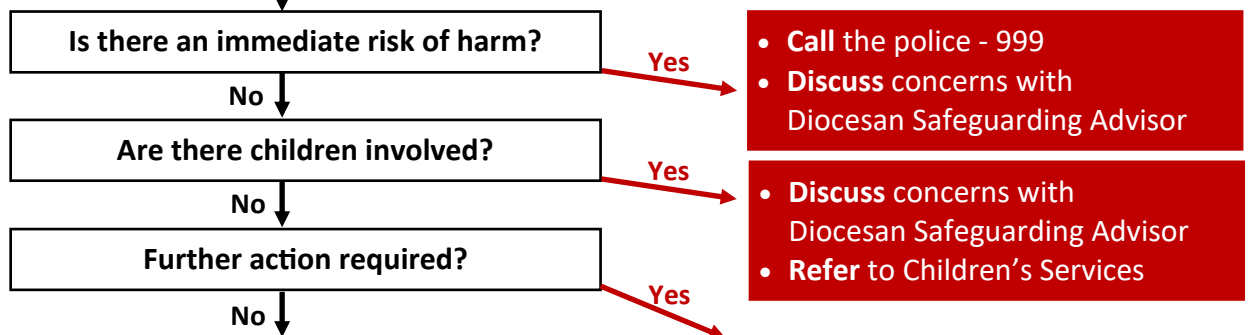 Is there an immediate risk of harm?
Yes
• Call the police - 999
• Discuss concerns with
Diocesan Safeguarding Advisor
No
Are there children involved?
Yes
• Discuss concerns with
Diocesan Safeguarding Advisor
• Refer to Children’s Services
No
Further action required?
Yes
No